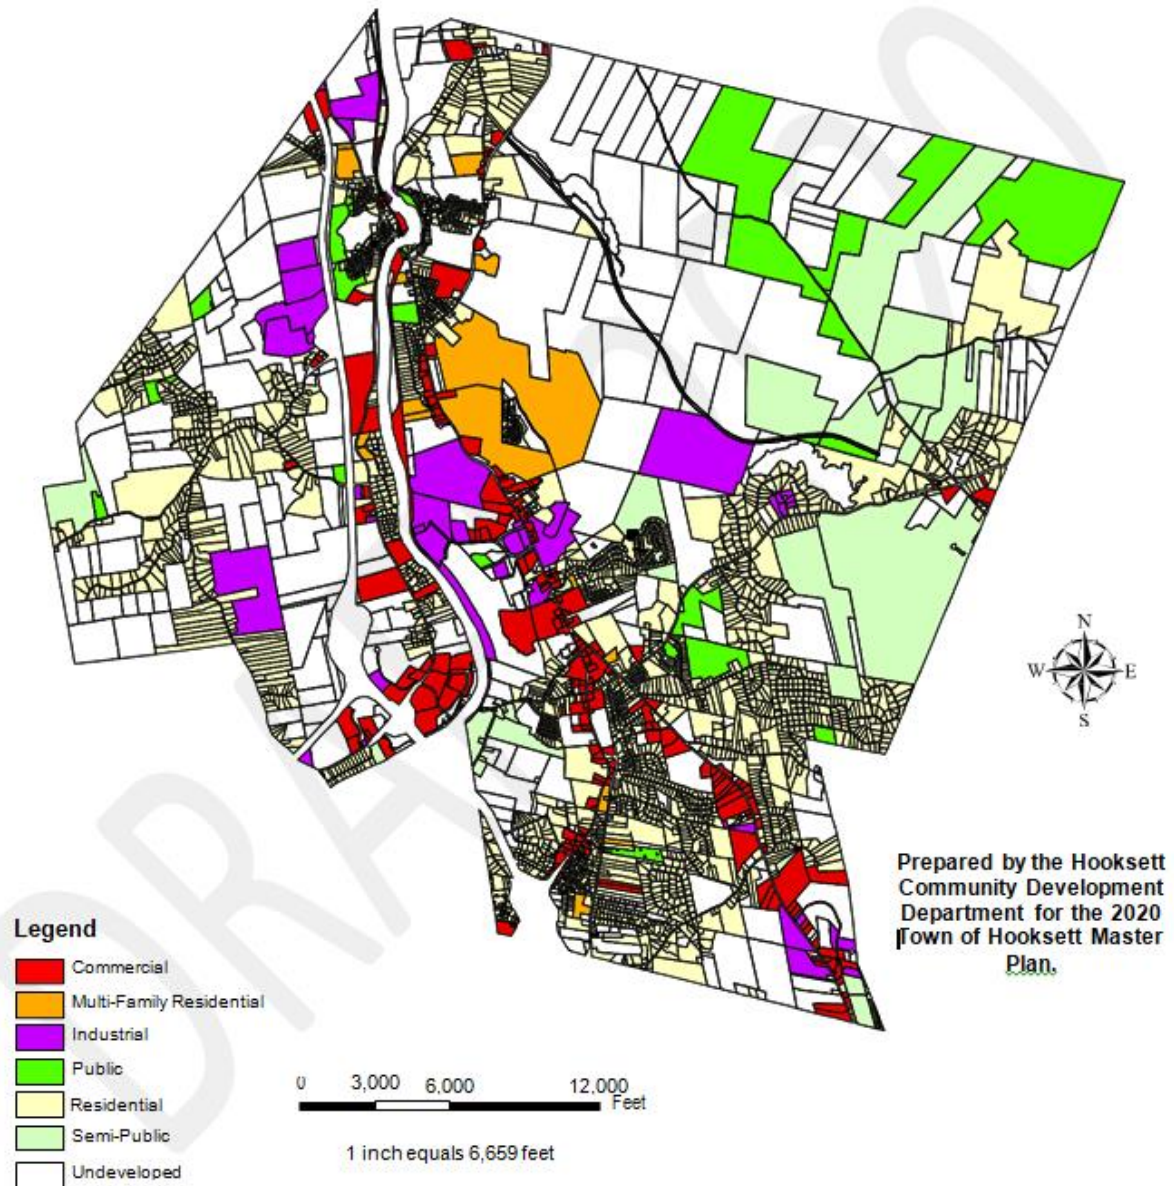 DRAFT 2020
N
W
E
S
Prepared by the Hooksett
Community Development
Department for the 2020
Town of Hooksett Master
Plan.
Legend
Commercial
Multi-Family Residential
Industrial
Public
Residential
Semi-Public
Undeveloped
0 3,000 6,000 12,000
Feet
1 inch equals 6,659 feet